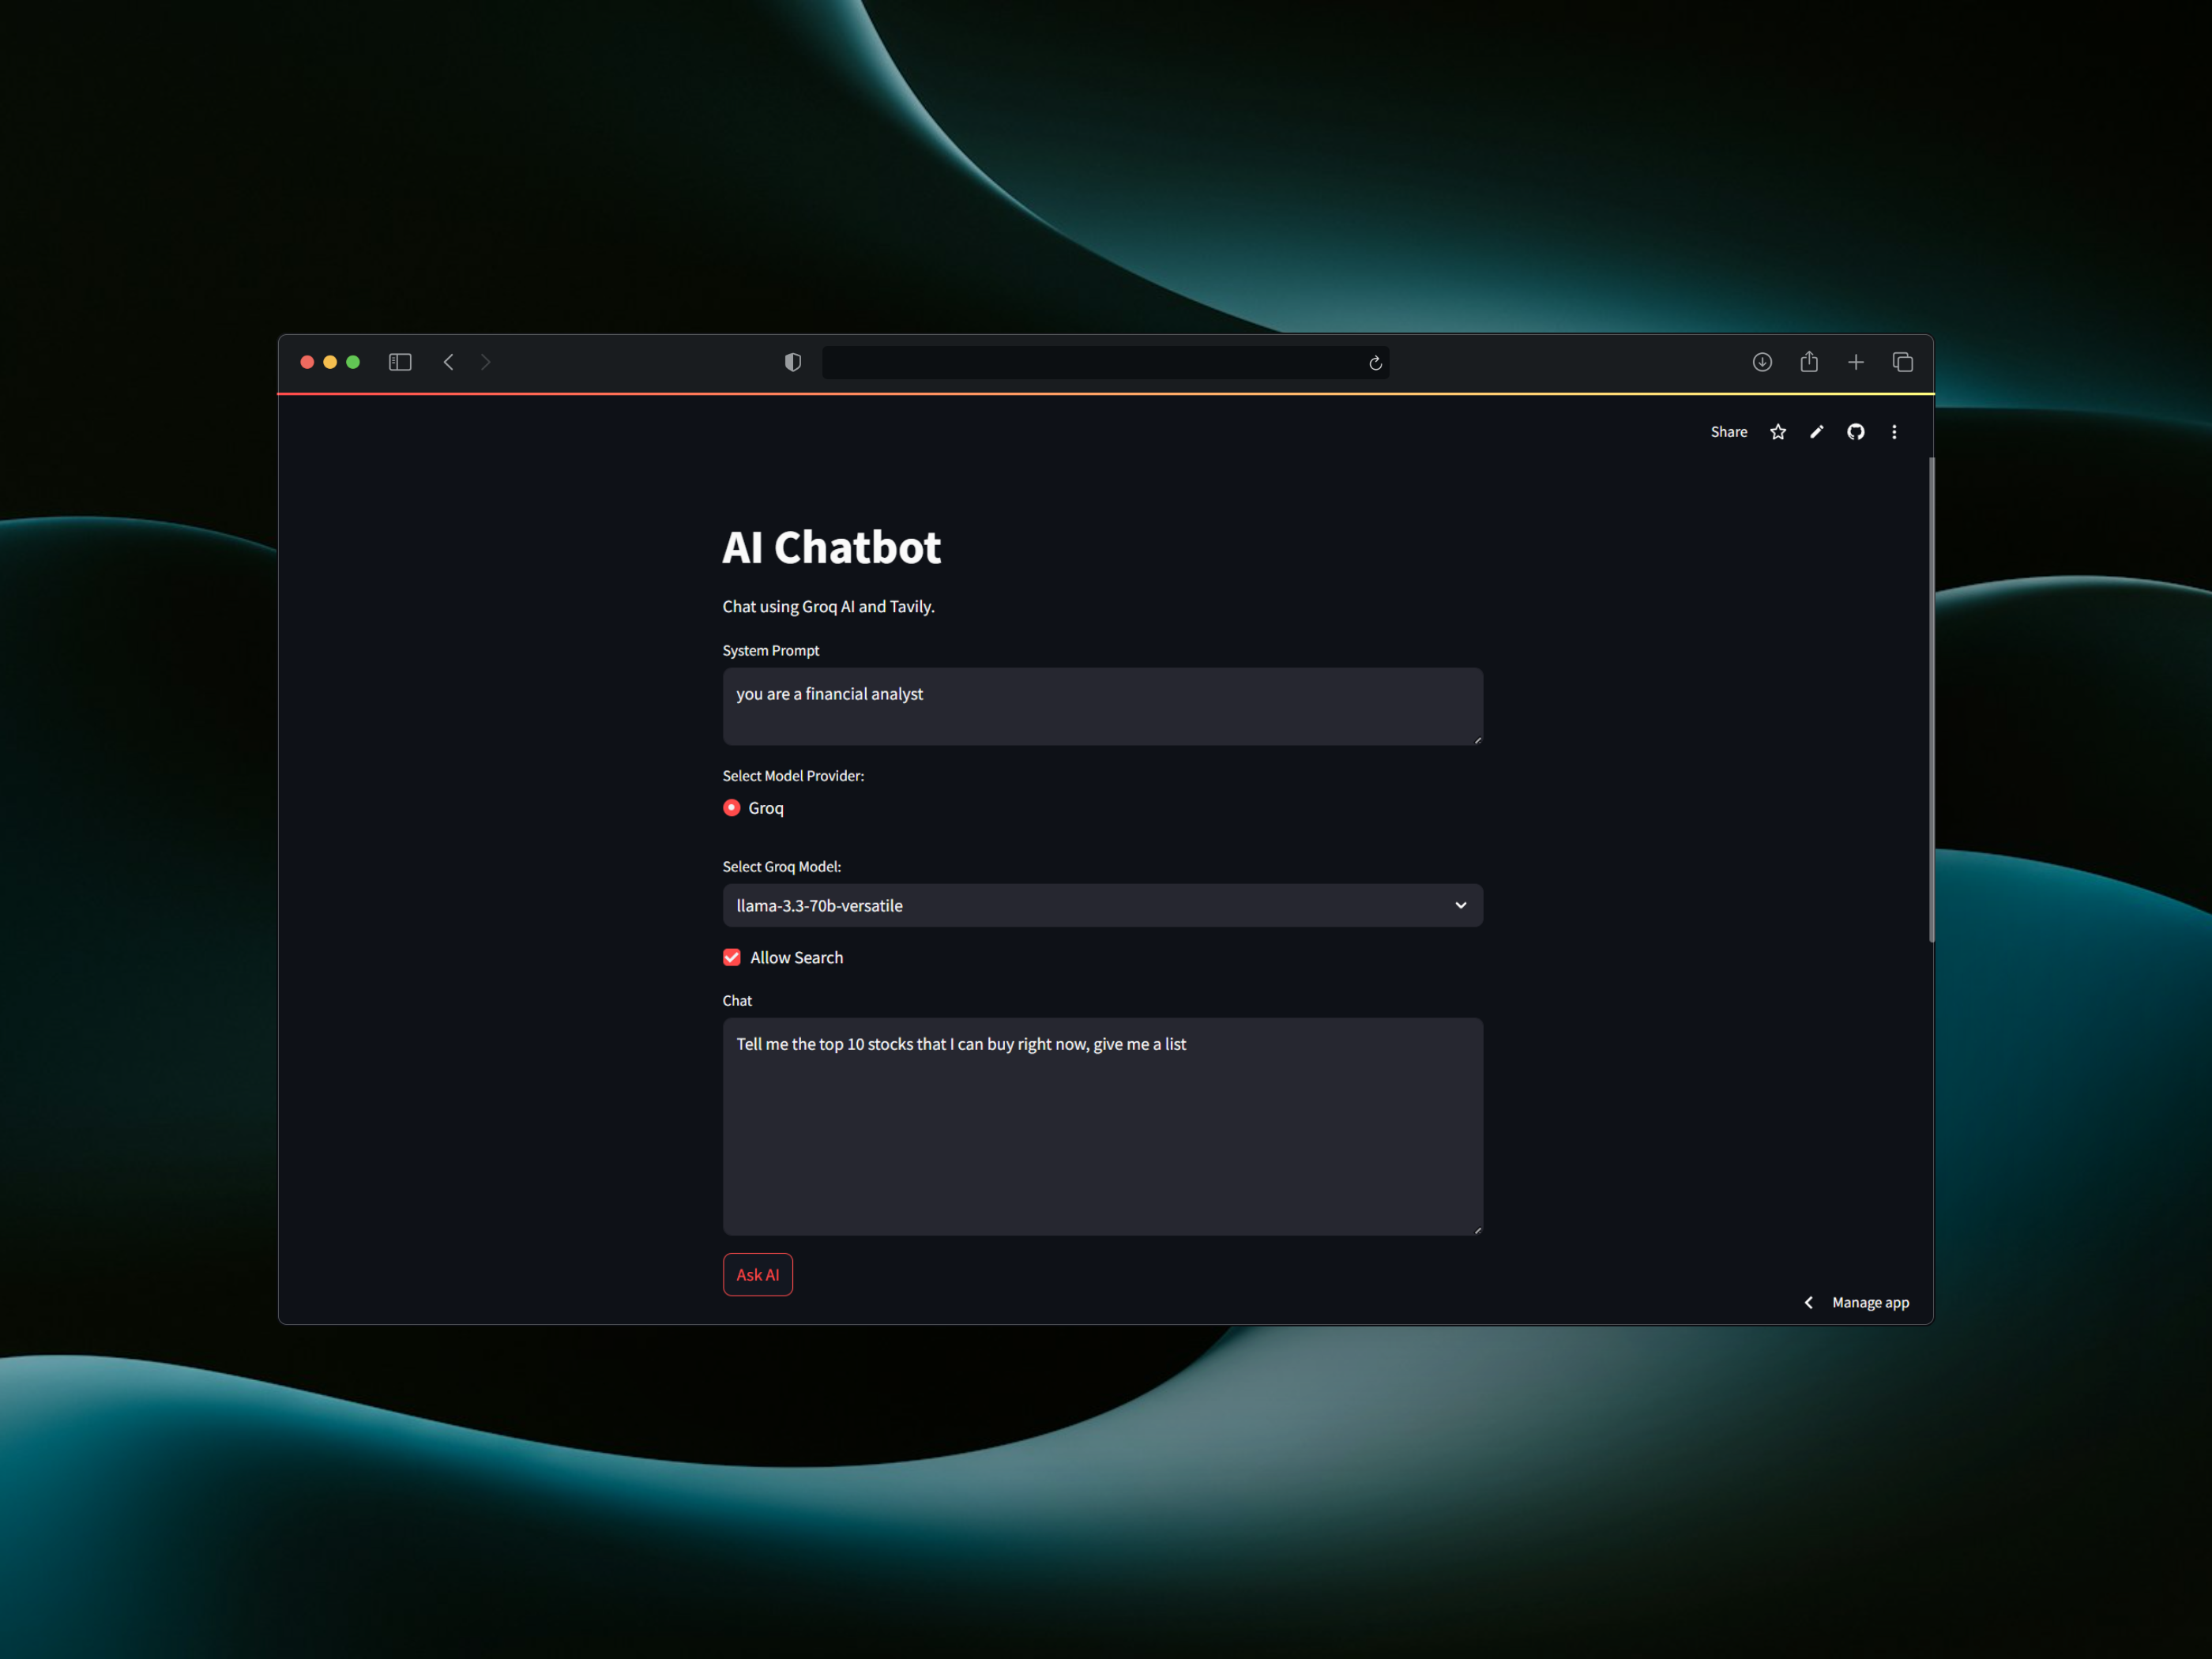 Share
AI Chatbot
Chat using Groq AI and Tavily.
System Prompt
you are a financial analyst
Select Model Provider:
Groq
Select Groq Model:
llama-3.3-70b-versatile
Allow Search
Chat
Tell me the top 10 stocks that I can buy right now, give me a list
Ask AI
Manage app